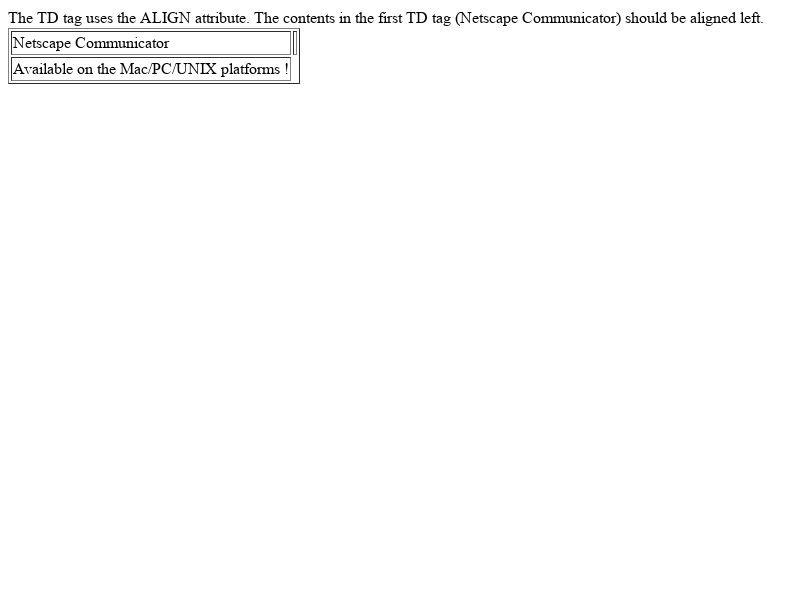 The TD tag uses the ALIGN attribute. The contents in the first TD tag (Netscape Communicator) should be aligned left.
Netscape Communicator
Available on the Mac/PC/UNIX platforms !